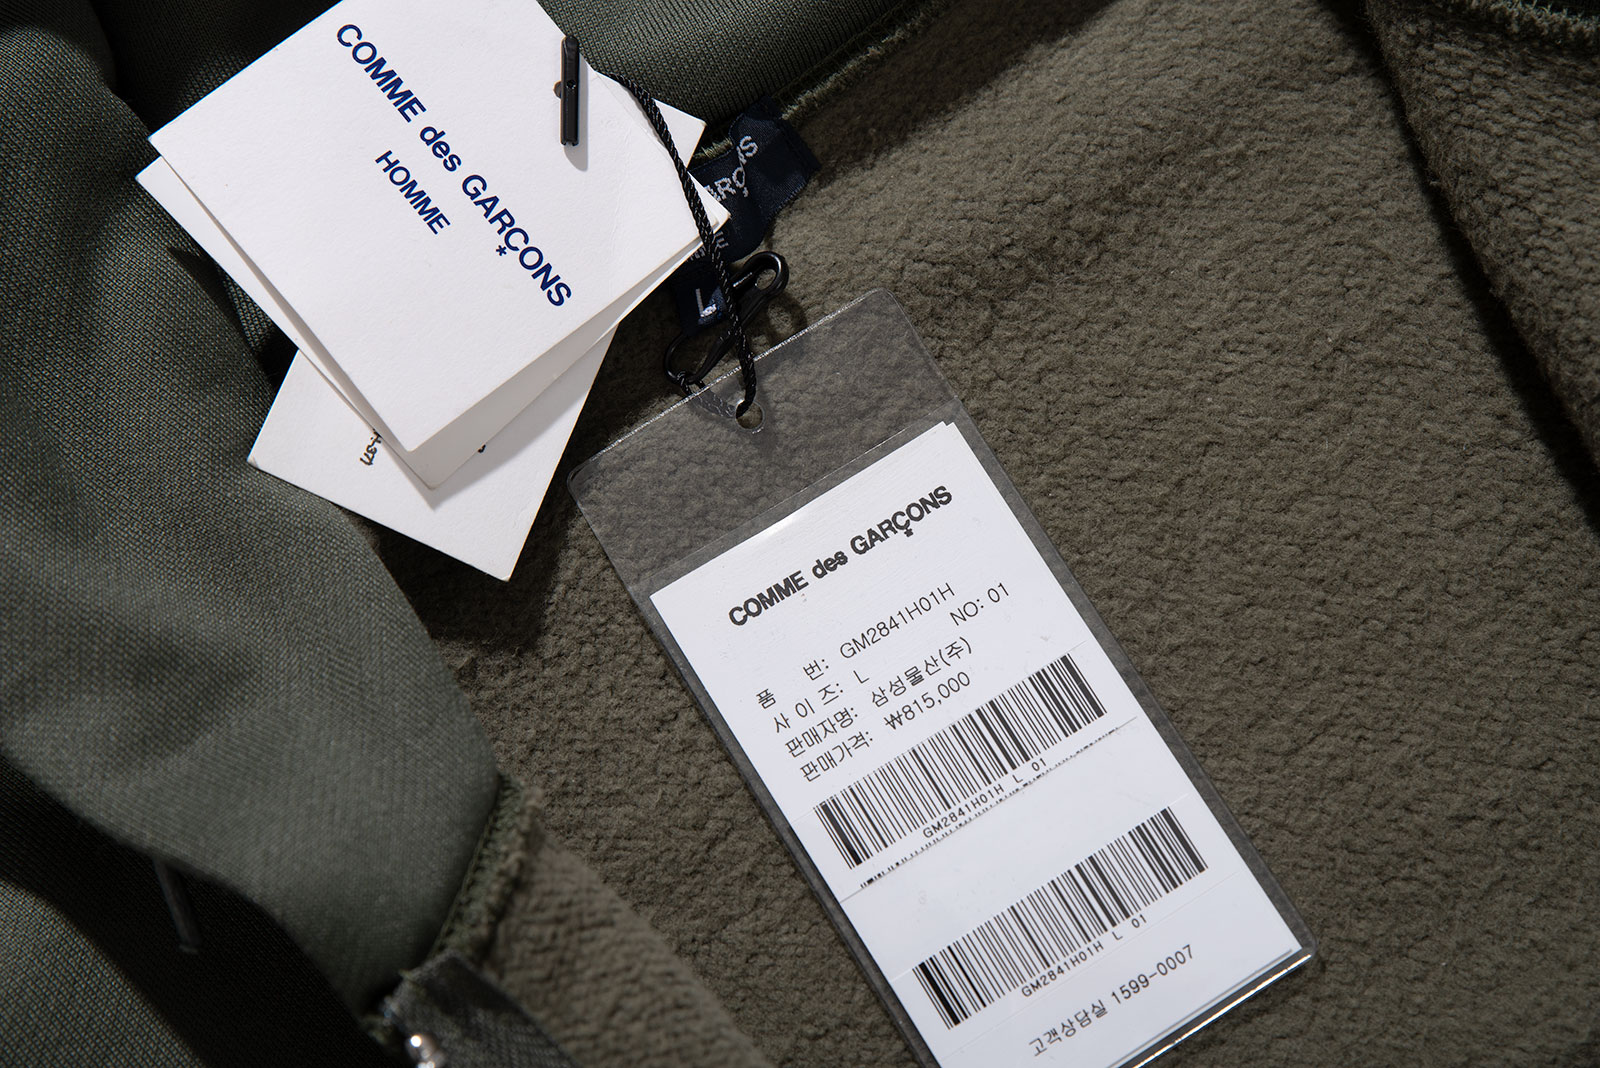 COMME des GARÇONS
HOMME
L
COMME des GARÇONS
품 번: GM2841H01H
사 이 즈: L NO: 01
판매자명: 삼성물산(주)
판매가격: ₩815,000
GM2841H01H L 01
GM2841H01H L 01
고객상담실 1599-0007